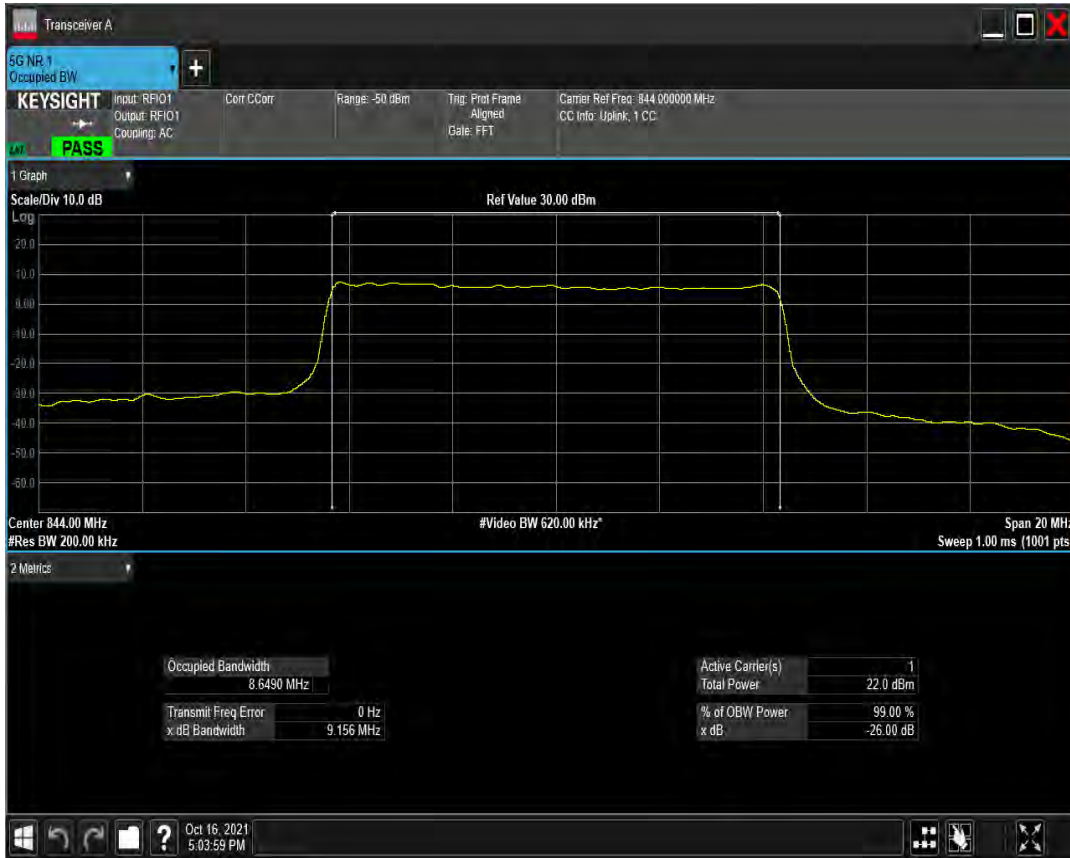 Transceiver A
5G NR 1
Occupied BW
+
KEYSIGHT
PASS
Input: RFIO1
Output: RFIO1
Coupling: AC
Corr CCorr
Range: -50 dBm
Trig: Prot Frame
Aligned
Gate: FFT
Carrier Ref Freq: 844.000000 MHz
CC Info: Uplink, 1 CC
1 Graph
Scale/Div 10.0 dB
Ref Value 30.00 dBm
Log
20.0
10.0
0.00
-10.0
-20.0
-30.0
-40.0
-50.0
-60.0
Center 844.00 MHz
#Video BW 620.00 kHz*
Span 20 MHz
#Res BW 200.00 kHz
Sweep 1.00 ms (1001 pts
2 Metrics
Occupied Bandwidth
8.6490 MHz
Transmit Freq Error 0 Hz
x dB Bandwidth 9.156 MHz
Active Carrier(s) 1
Total Power 22.0 dBm
% of OBW Power 99.00 %
x dB -26.00 dB
?
Oct 16, 2021
5:03:59 PM